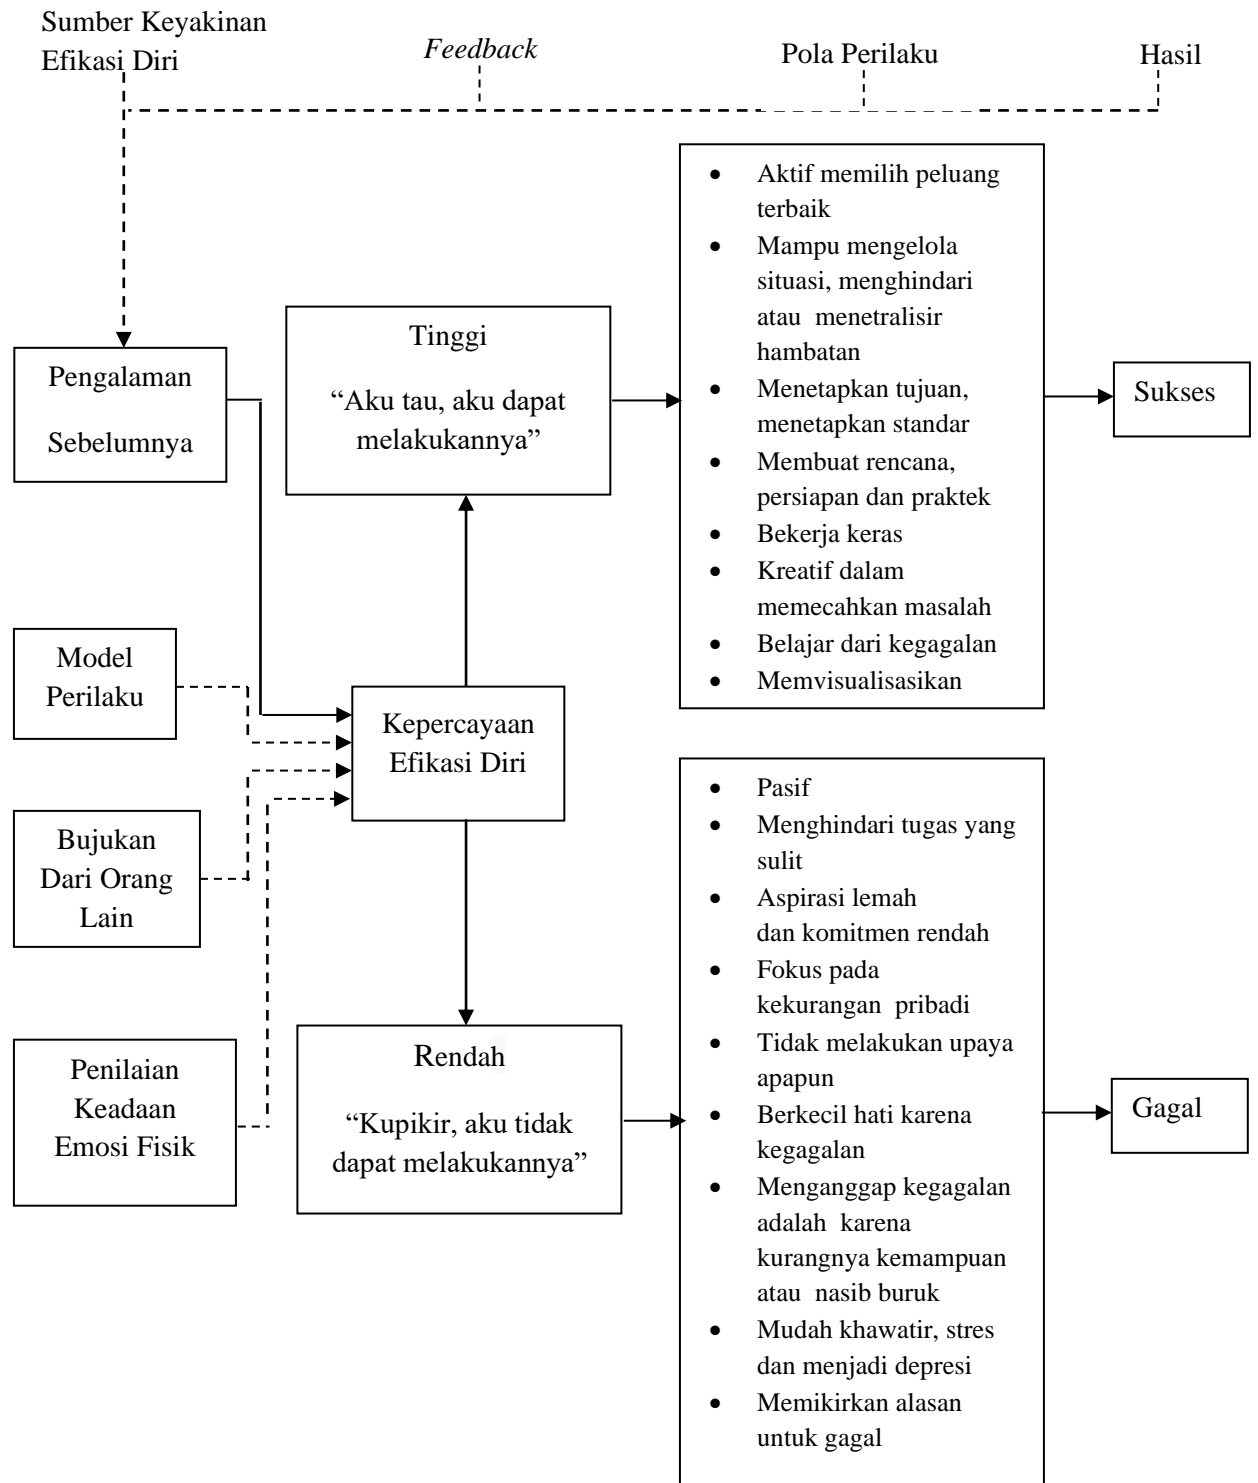 Sumber Keyakinan
Efikasi Diri
Feedback
Pola Perilaku
Hasil
Pengalaman
Sebelumnya
Model
Perilaku
Bujukan
Dari Orang
Lain
Penilaian
Keadaan
Emosi Fisik
Tinggi
“Aku tau, aku dapat
melakukannya”
Kepercayaan
Efikasi Diri
Rendah
“Kupikir, aku tidak
dapat melakukannya”
• Aktif memilih peluang
terbaik
• Mampu mengelola
situasi, menghindari
atau menetralisir
hambatan
• Menetapkan tujuan,
menetapkan standar
• Membuat rencana,
persiapan dan praktek
• Bekerja keras
• Kreatif dalam
memecahkan masalah
• Belajar dari kegagalan
• Memvisualisasikan
• Pasif
• Menghindari tugas yang
sulit
• Aspirasi lemah
dan komitmen rendah
• Fokus pada
kekurangan pribadi
• Tidak melakukan upaya
apapun
• Berkecil hati karena
kegagalan
• Menganggap kegagalan
adalah karena
kurangnya kemampuan
atau nasib buruk
• Mudah khawatir, stres
dan menjadi depresi
• Memikirkan alasan
untuk gagal
Sukses
Gagal